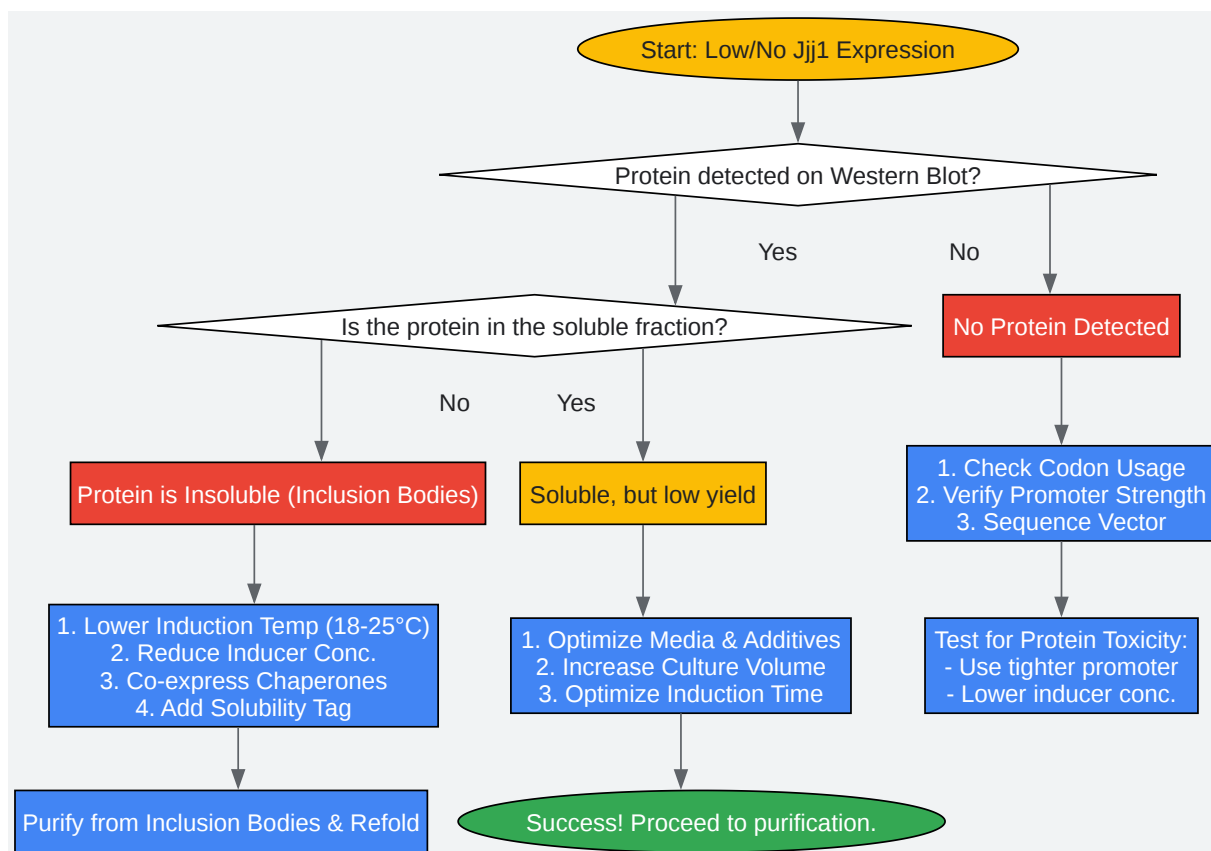 Start: Low/No Jjj1 Expression
Protein detected on Western Blot?
Yes
No
Is the protein in the soluble fraction?
No Protein Detected
No
Yes
Protein is Insoluble (Inclusion Bodies)
Soluble, but low yield
1. Check Codon Usage
2. Verify Promoter Strength
3. Sequence Vector
1. Lower Induction Temp (18-25°C)
2. Reduce Inducer Conc.
3. Co-express Chaperones
4. Add Solubility Tag
1. Optimize Media & Additives
2. Increase Culture Volume
3. Optimize Induction Time
Test for Protein Toxicity:
- Use tighter promoter
- Lower inducer conc.
Purify from Inclusion Bodies & Refold
Success! Proceed to purification.